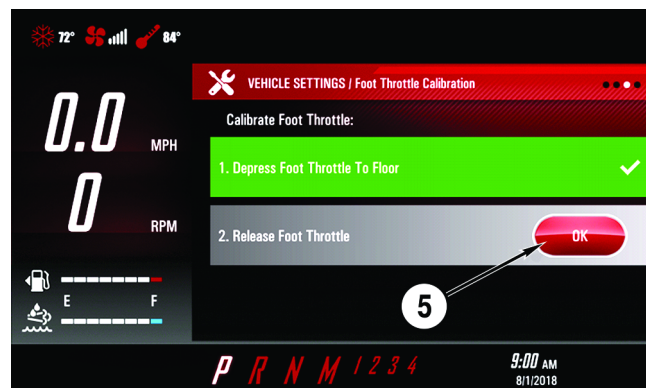 72° 84°
VEHICLE SETTINGS / Foot Throttle Calibration
Calibrate Foot Throttle:
0.0 MPH
1. Depress Foot Throttle To Floor
0 RPM
2. Release Foot Throttle OK
5
E F
P R N M 1 2 3 4
9:00 AM
8/1/2018